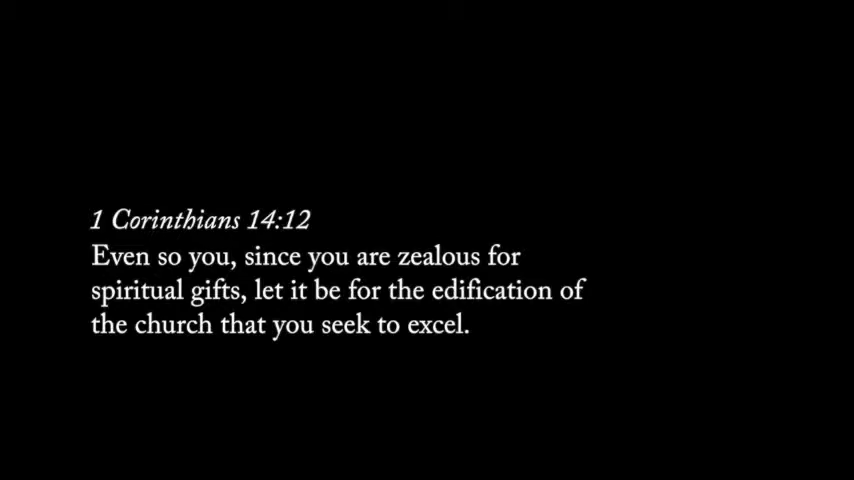 1 Corinthians 14:12
Even so you, since you are zealous for
spiritual gifts, let it be for the edification of
the church that you seek to excel.